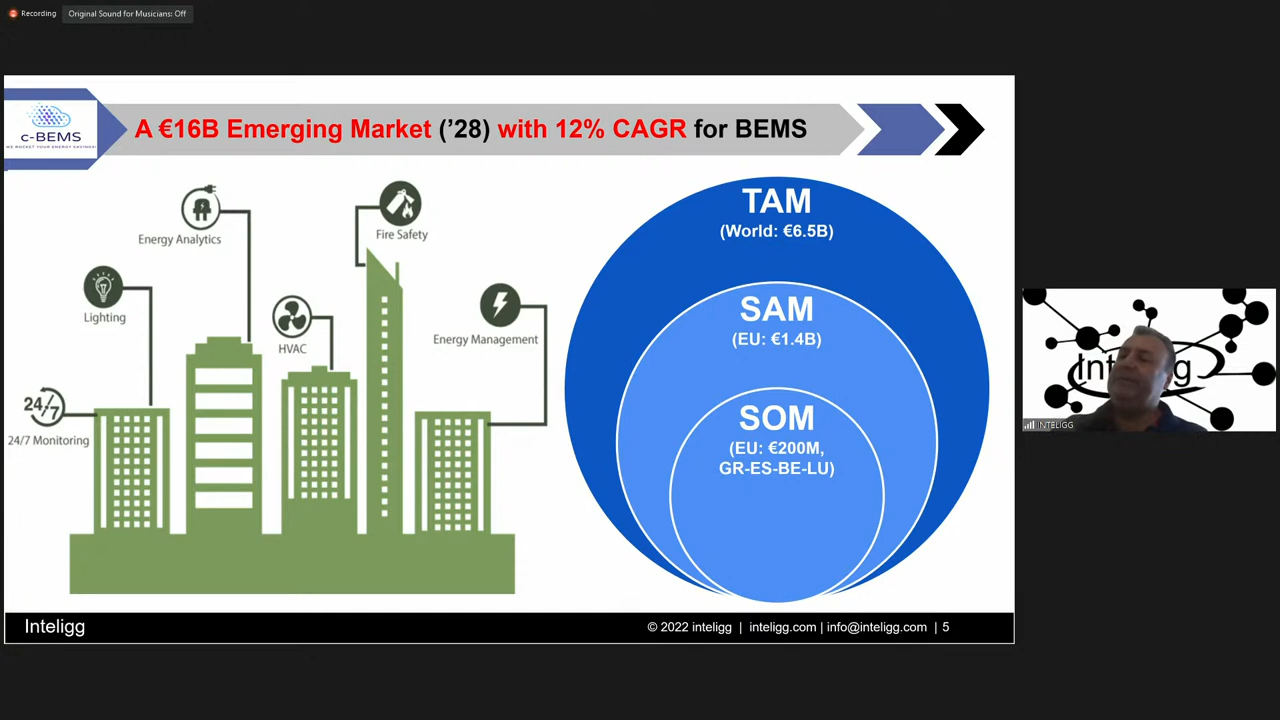 Recording
Original Sound for Musicians: Off
c-BEMS
WE ROCKET YOUR ENERGY SAVINGS!
A €16B Emerging Market ('28) with 12% CAGR for BEMS
Energy Analytics
Fire Safety
Lighting
HVAC
Energy Management
24/7
24/7 Monitoring
TAM
(World: €6.5B)
SAM
(EU: €1.4B)
SOM
(EU: €200M,
GR-ES-BE-LU)
Inteligg
INTELIGG
Inteligg
© 2022 inteligg | inteligg.com | info@inteligg.com | 5